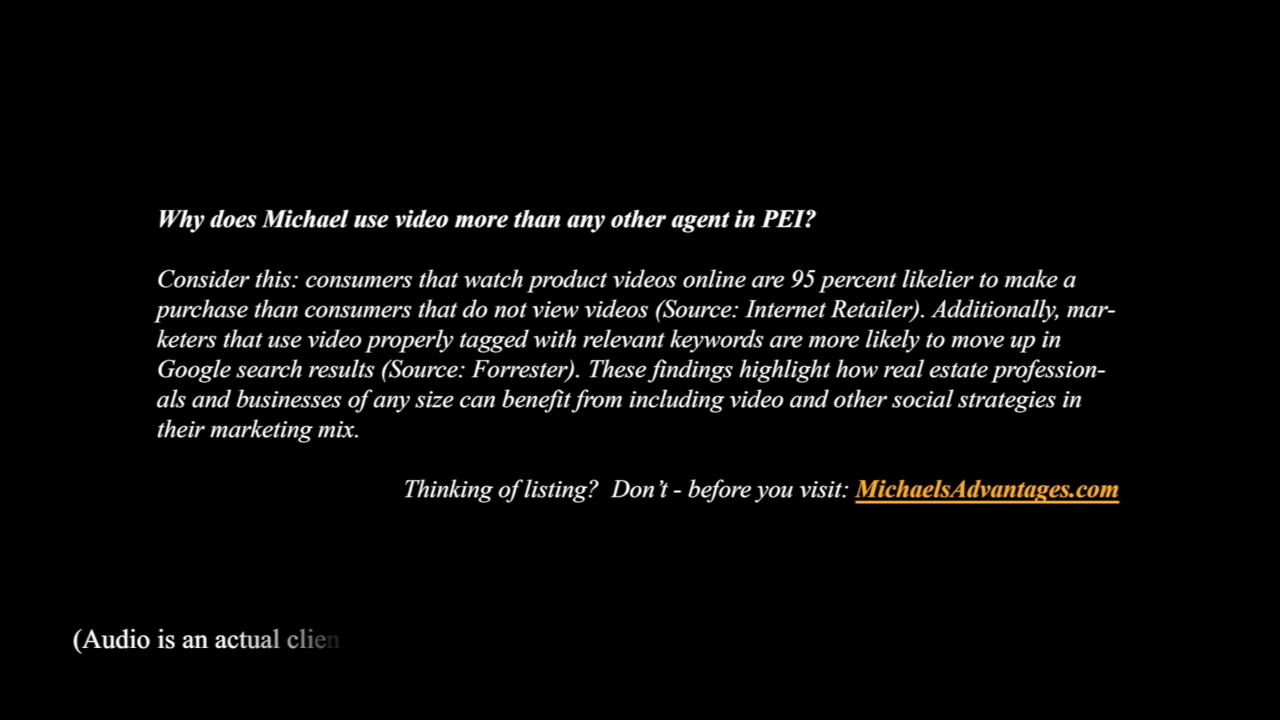 Why does Michael use video more than any other agent in PEI?
Consider this: consumers that watch product videos online are 95 percent likelier to make a
purchase than consumers that do not view videos (Source: Internet Retailer). Additionally, mar-
keters that use video properly tagged with relevant keywords are more likely to move up in
Google search results (Source: Forrester). These findings highlight how real estate profession-
als and businesses of any size can benefit from including video and other social strategies in
their marketing mix.
Thinking of listing?  Don’t - before you visit: MichaelsAdvantages.com
(Audio is an actual clien